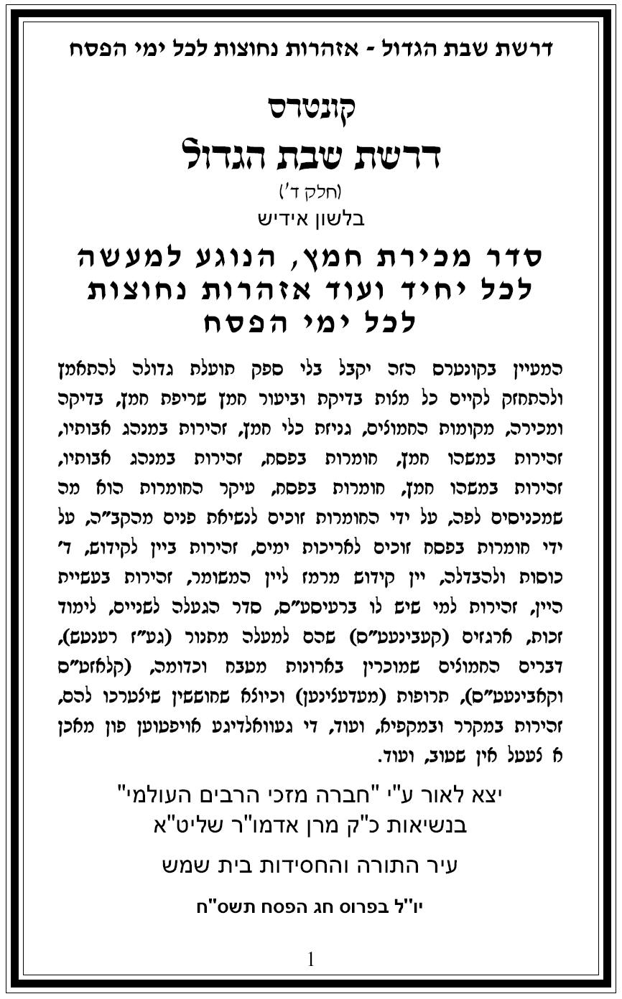 דרשת שבת הגדול - אזהרות נחוצות לכל ימי הפסח
קונטרס
דרשת שבת הגדול
(חלק ד')
בלשון אידיש
סדר מכירת חמץ, הנוגע למעשה
לכל יחיד ועוד אזהרות נחוצות
לכל ימי הפסח
המעיין בקונטרס הזה יקבל בלי ספק תועלת גדולה להתאמץ
ולהתחזק לקיים כל מצות בדיקת וביעור חמץ שריפת חמץ, בדיקה
ומכירה, מקומות החמוצים, גניזת כלי חמץ, זהירות במנהג אבותיו,
זהירות במשהו חמץ, חומרות בפסח, זהירות במנהג אבותיו,
זהירות במשהו חמץ, חומרות בפסח, עיקר החומרות הוא מה
שמכניסים לפה, על ידי החומרות זוכים לנשיאת פנים מהקב"ה, על
ידי חומרות בפסח זוכים לאריכות ימים, זהירות ביין לקידוש, ד'
כוסות ולהבדלה, יין קידוש מרמז ליין המשומר, זהירות בעשיית
היין, זהירות למי שיש לו ברעיסע"ס, סדר הגעלה לשניים, לימוד
זכות, ארגזים (קעבינעט"ס) שהם למעלה מתנור (גע"ז רענטש),
דברים החמוצים שמוכרין בארונות מטבח וכדומה, (קלאזט"ס
וקאבינעט"ס), תרופות (מעדעצינען) וכיוצא שחוששין שיצערכו להם,
זהירות במקרר ובמקפיא, ועוד, די געוואלדיגע אויפטוען פון מאכן
א צעטל אין שטוב, ועוד.
יצא לאור ע"י "חברה מזכי הרבים העולמי"
בנשיאות כ"ק מרן אדמו"ר שליט"א
עיר התורה והחסידות בית שמש
יו"ל בפרוס חג הפסח תשס"ח
1